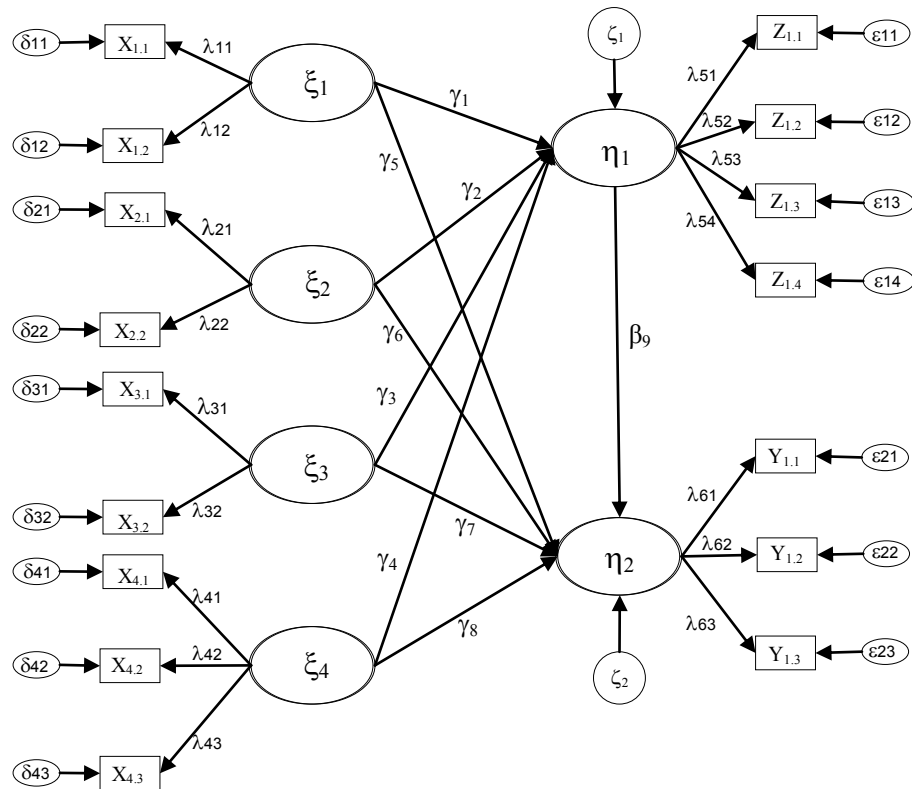 δ11 X1.1 λ11 ξ1 ζ1 Z1.1 ε11
λ51
γ1
δ12 X1.2 λ12 λ52 Z1.2 ε12
γ5 η1
λ53
δ21 X2.1 γ2 Z1.3 ε13
λ21
λ54
ξ2 Z1.4 ε14
δ22 X2.2 λ22 γ6
β9
δ31 X3.1 γ3
λ31
ξ3 Y1.1 ε21
λ61
δ32 X3.2 λ32 γ7
λ62
η2 Y1.2 ε22
δ41 X4.1 γ4
λ41
λ63
γ8
δ42 X4.2 λ42 ξ4 ζ2 Y1.3 ε23
λ43
δ43 X4.3